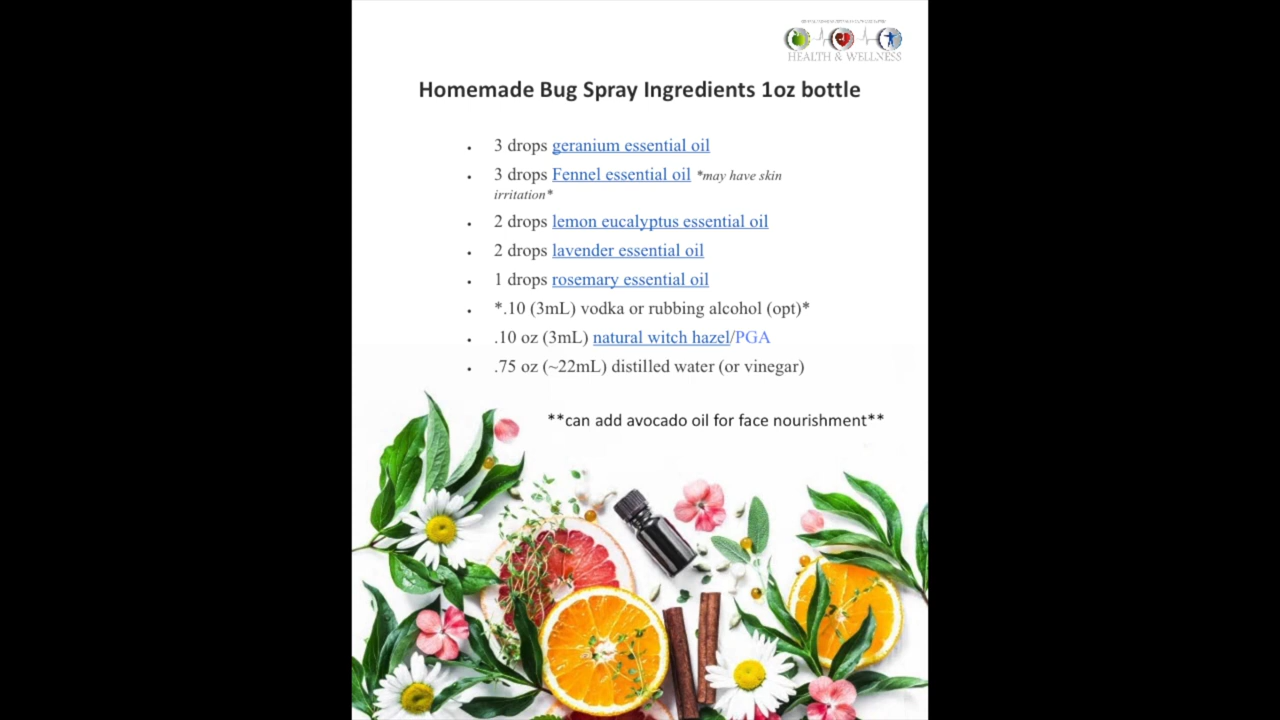 HEALTH & WELLNESS
Homemade Bug Spray Ingredients 1oz bottle
• 3 drops geranium essential oil
• 3 drops Fennel essential oil *may have skin
irritation*
• 2 drops lemon eucalyptus essential oil
• 2 drops lavender essential oil
• 1 drops rosemary essential oil
• *.10 (3mL) vodka or rubbing alcohol (opt)*
• .10 oz (3mL) natural witch hazel/PGA
• .75 oz (~22mL) distilled water (or vinegar)
**can add avocado oil for face nourishment**